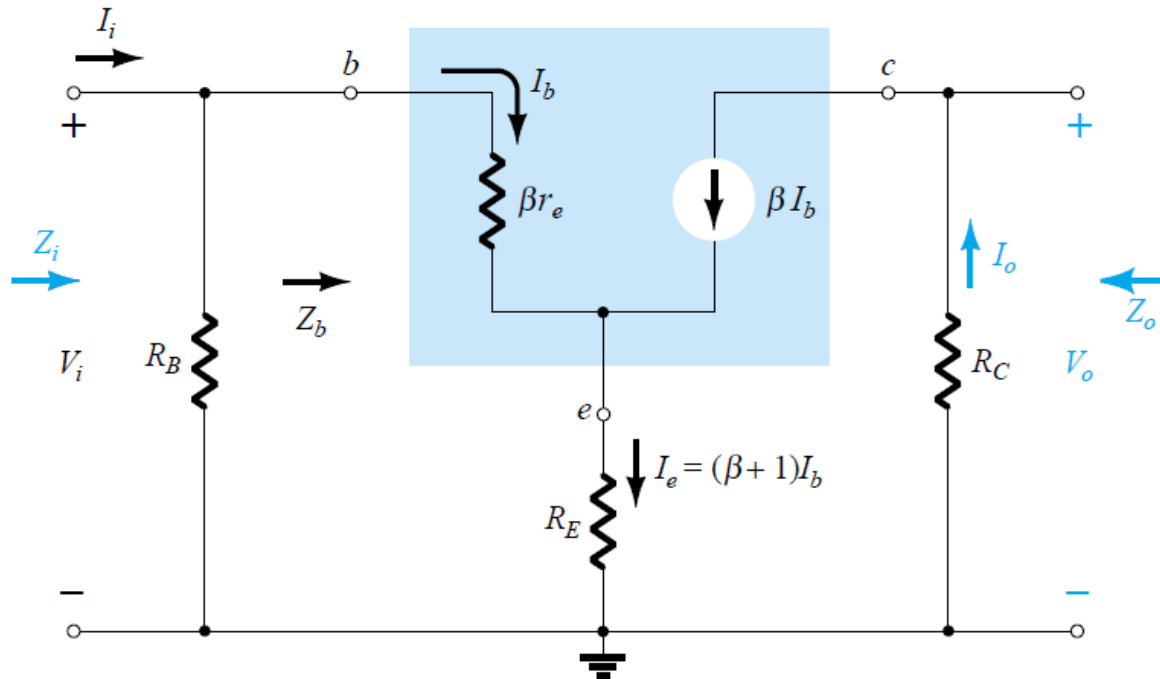 I_i
b
c
I_b
+
+
βr_e
βI_b
Z_i
I_o
Z_b
Z_o
V_i
R_B
R_C
V_o
e
I_e = (β + 1)I_b
R_E
−
−